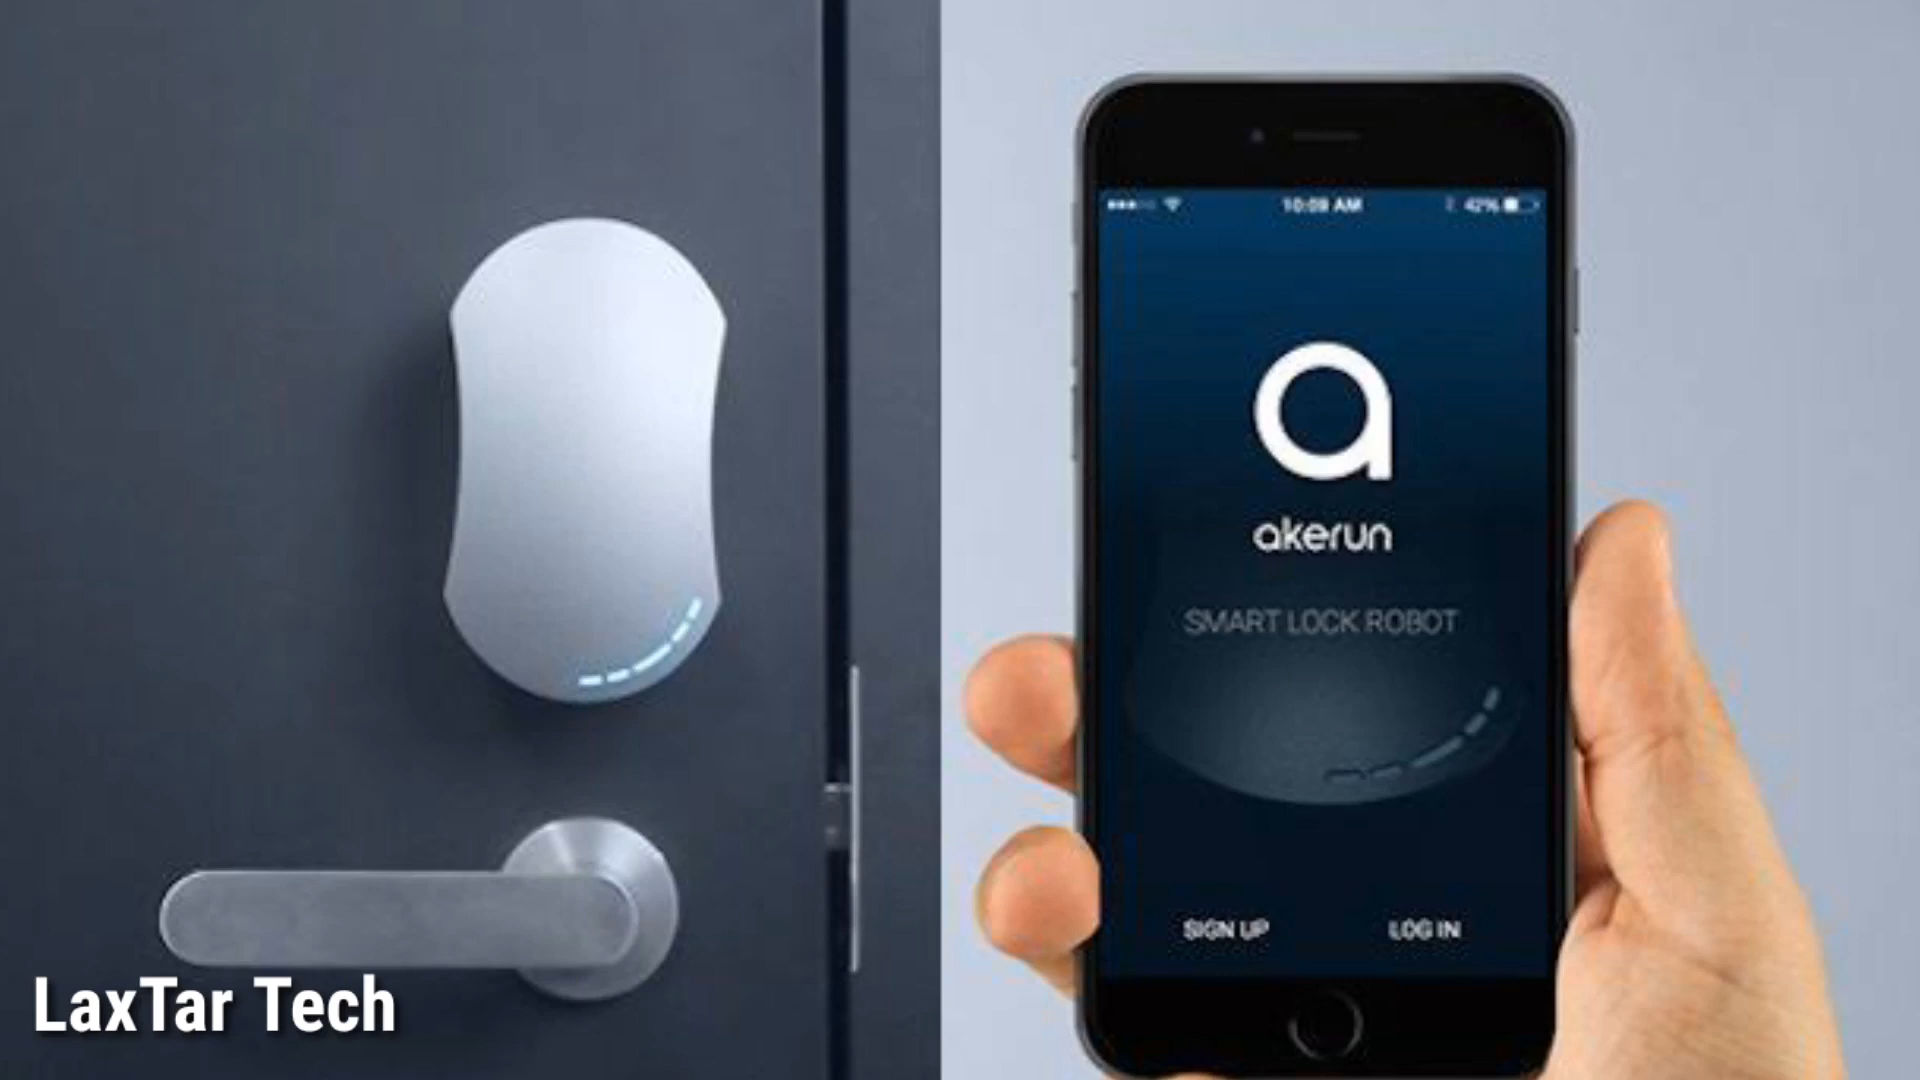 LaxTar Tech
10:09 AM
42%
a
akerun
SMART LOCK ROBOT
SIGN UP
LOG IN